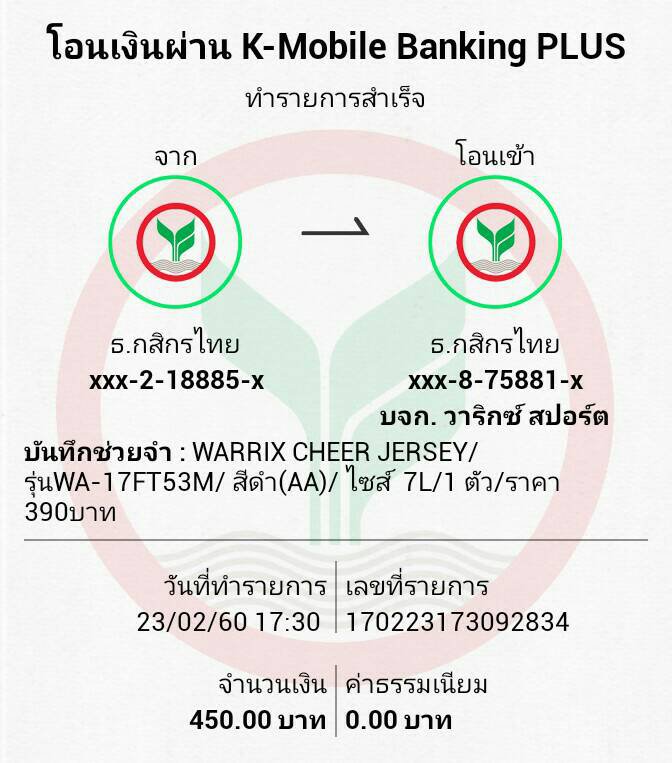 โอนเงินผ่าน K-Mobile Banking PLUS
ทำรายการสำเร็จ
จาก
โอนเข้า
ธ.กสิกรไทย
xxx-2-18885-x
ธ.กสิกรไทย
xxx-8-75881-x
บจก. วาริกซ์ สปอร์ต
บันทึกช่วยจำ : WARRIX CHEER JERSEY/
รุ่นWA-17FT53M/ สีดำ(AA)/ ไซส์ 7L/1 ตัว/ราคา
390บาท
วันที่ทำรายการ
23/02/60 17:30
เลขที่รายการ
170223173092834
จำนวนเงิน
450.00 บาท
ค่าธรรมเนียม
0.00 บาท